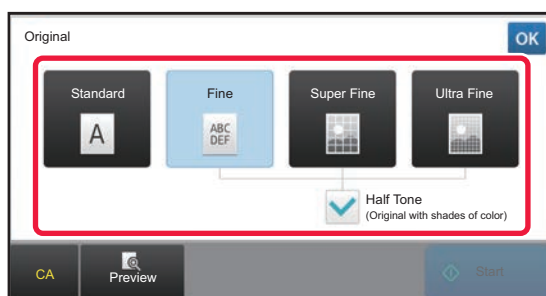 Original
OK
Standard
Fine
Super Fine
Ultra Fine
A
ABC
DEF
Half Tone
(Original with shades of color)
CA
Preview
Start